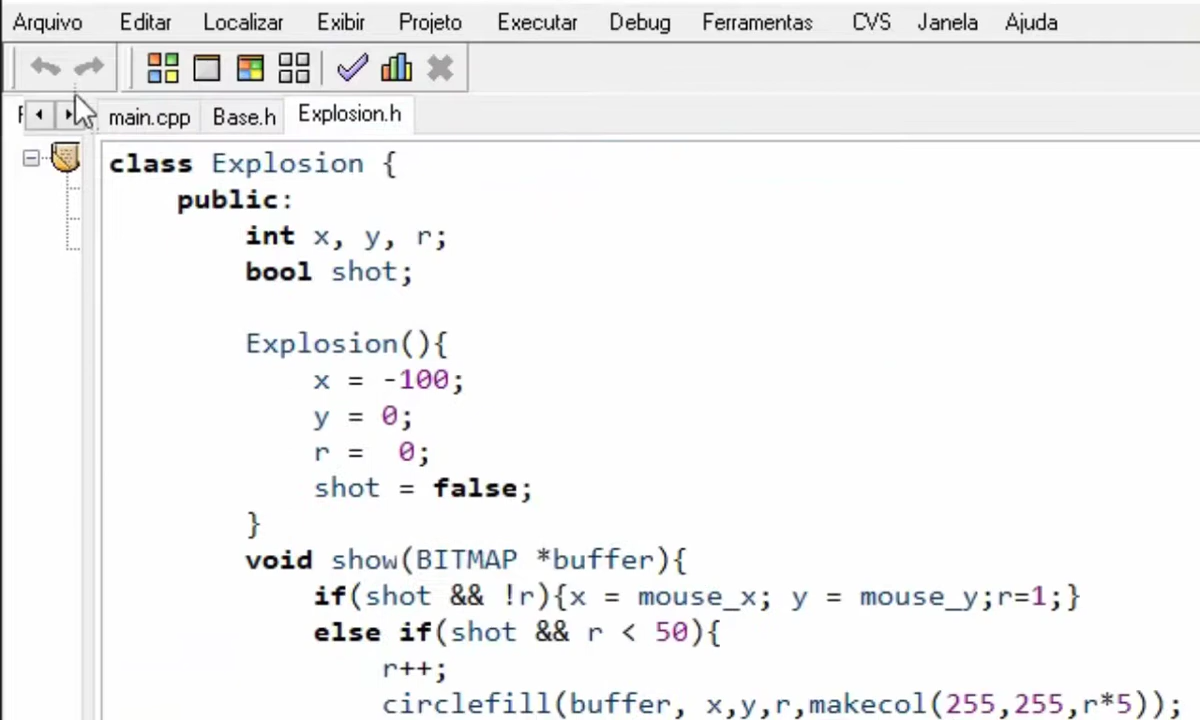 Arquivo Editar Localizar Exibir Projeto Executar Debug Ferramentas CVS Janela Ajuda
main.cpp Base.h Explosion.h
class Explosion {
public:
int x, y, r;
bool shot;
Explosion(){
x = -100;
y = 0;
r =  0;
shot = false;
}
void show(BITMAP *buffer){
if(shot && !r){x = mouse_x; y = mouse_y;r=1;}
else if(shot && r < 50){
r++;
circlefill(buffer, x,y,r,makecol(255,255,r*5));